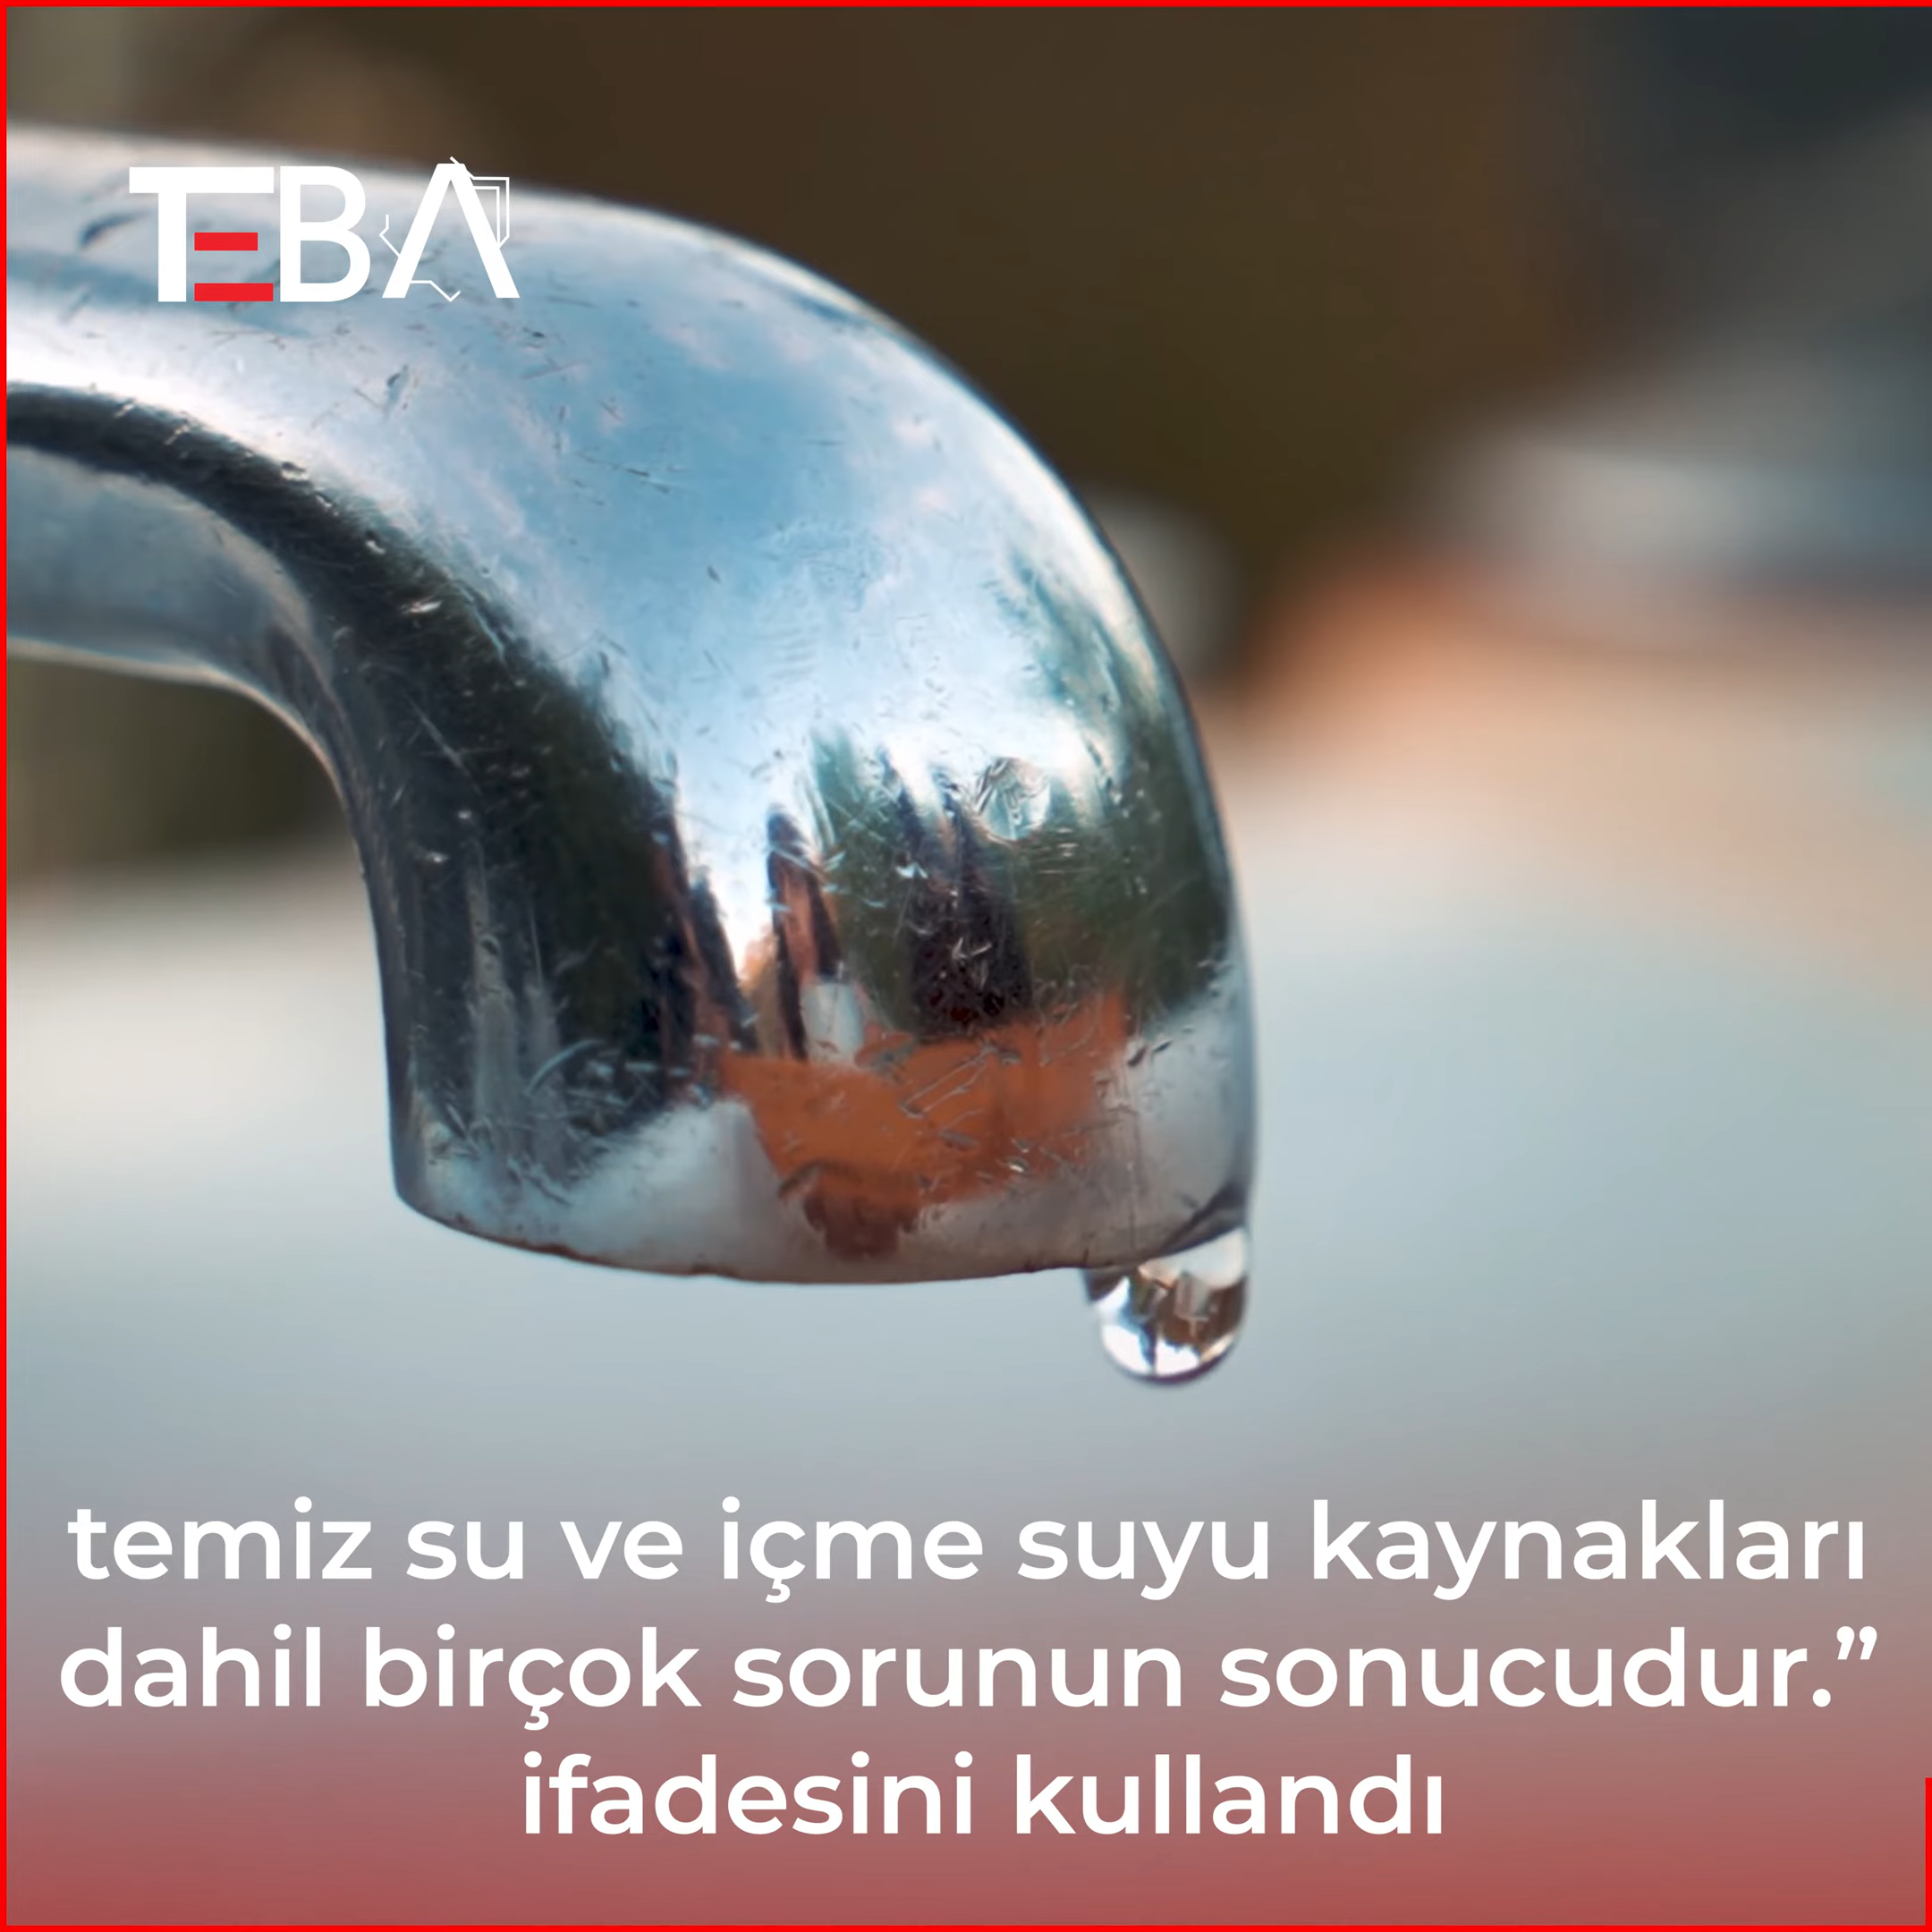 TEBA
temiz su ve içme suyu kaynakları
dahil birçok sorunun sonucudur.”
ifadesini kullandı